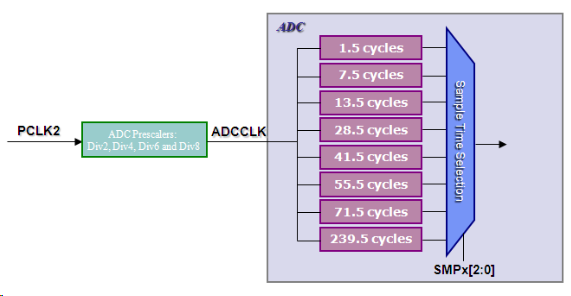 ADC
1.5 cycles
7.5 cycles
13.5 cycles
28.5 cycles
41.5 cycles
55.5 cycles
71.5 cycles
239.5 cycles
PCLK2
ADC Prescalers:
Div2, Div4, Div6 and Div8
ADCCLK
Sample Time Selection
SMPx[2:0]